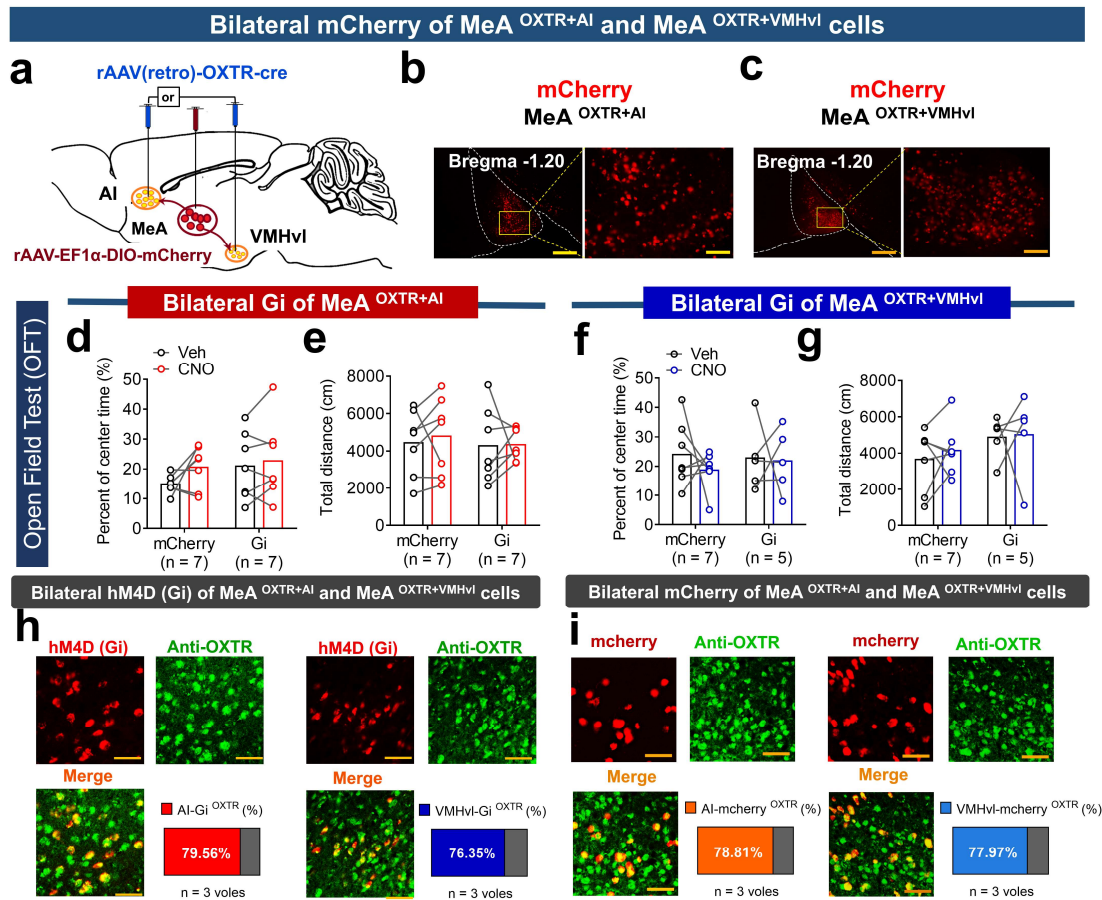 Bilateral mCherry of MeA OXTR+AI and MeA OXTR+VMHvl cells
a
rAAV(retro)-OXTR-cre
or
AI
MeA
VMHvl
rAAV-EF1α-DIO-mCherry
b
mCherry
MeA OXTR+AI
Bregma -1.20
c
mCherry
MeA OXTR+VMHvl
Bregma -1.20
Open Field Test (OFT)
Bilateral Gi of MeA OXTR+AI
d
Veh
CNO
Percent of center time (%)
50
40
30
20
10
0
mCherry
(n = 7)
Gi
(n = 7)
e
Total distance (cm)
8000
6000
4000
2000
0
mCherry
(n = 7)
Gi
(n = 7)
Bilateral Gi of MeA OXTR+VMHvl
f
Veh
CNO
Percent of center time (%)
50
40
30
20
10
0
mCherry
(n = 7)
Gi
(n = 5)
g
Total distance (cm)
8000
6000
4000
2000
0
mCherry
(n = 7)
Gi
(n = 5)
Bilateral hM4D (Gi) of MeA OXTR+AI and MeA OXTR+VMHvl cells
h
hM4D (Gi)
Anti-OXTR
Merge
AI-Gi OXTR (%)
79.56%
n = 3 voles
hM4D (Gi)
Anti-OXTR
Merge
VMHvl-Gi OXTR (%)
76.35%
n = 3 voles
Bilateral mCherry of MeA OXTR+AI and MeA OXTR+VMHvl cells
i
mcherry
Anti-OXTR
Merge
AI-mcherry OXTR (%)
78.81%
n = 3 voles
mcherry
Anti-OXTR
Merge
VMHvl-mcherry OXTR (%)
77.97%
n = 3 voles